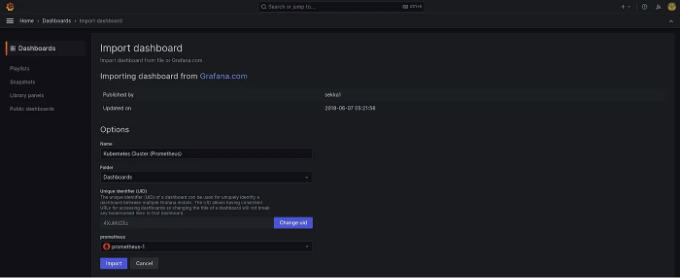 Search or jump to...
ctrl+k
Home › Dashboards › Import dashboard
Dashboards
Playlists
Snapshots
Library panels
Public dashboards
Import dashboard
Import dashboard from file or Grafana.com
Importing dashboard from Grafana.com
Published by sekka1
Updated on 2018-06-07 03:21:58
Options
Name
Kubernetes Cluster (Prometheus)
Folder
Dashboards
Unique identifier (UID)
The unique identifier (UID) of a dashboard can be used for uniquely identify a
dashboard between multiple Grafana installs. The UID allows having consistent
URLs for accessing dashboards so changing the title of a dashboard will not break
any bookmarked links to that dashboard.
Change uid
prometheus
prometheus-1
Import Cancel